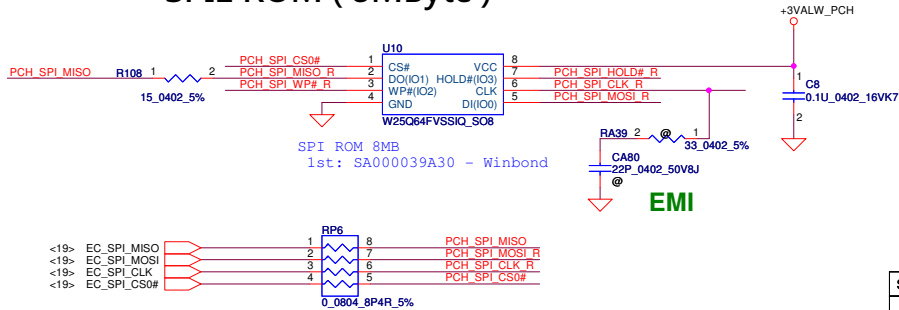 SPI2 ROM ( 8MByte )
+3VALW_PCH
U10
PCH_SPI_CS0# 1 CS# VCC 8
PCH_SPI_MISO R108 1 2 PCH_SPI_MISO_R 2 DO(IO1) HOLD#(IO3) 7 PCH_SPI_HOLD#_R
PCH_SPI_WP#_R 3 WP#(IO2) CLK 6 PCH_SPI_CLK_R
4 GND DI(IO0) 5 PCH_SPI_MOSI_R
15_0402_5%
W25Q64FVSSIQ_SO8
1
C8
0.1U_0402_16VK7
2
SPI ROM 8MB
1st: SA000039A30 - Winbond
RA39 2 @ 1
33_0402_5%
CA80
22P_0402_50V8J
@
EMI
RP6
<19> EC_SPI_MISO 1 8 PCH_SPI_MISO
<19> EC_SPI_MOSI 2 7 PCH_SPI_MOSI_R
<19> EC_SPI_CLK 3 6 PCH_SPI_CLK_R
<19> EC_SPI_CS0# 4 5 PCH_SPI_CS0#
0_0804_8P4R_5%